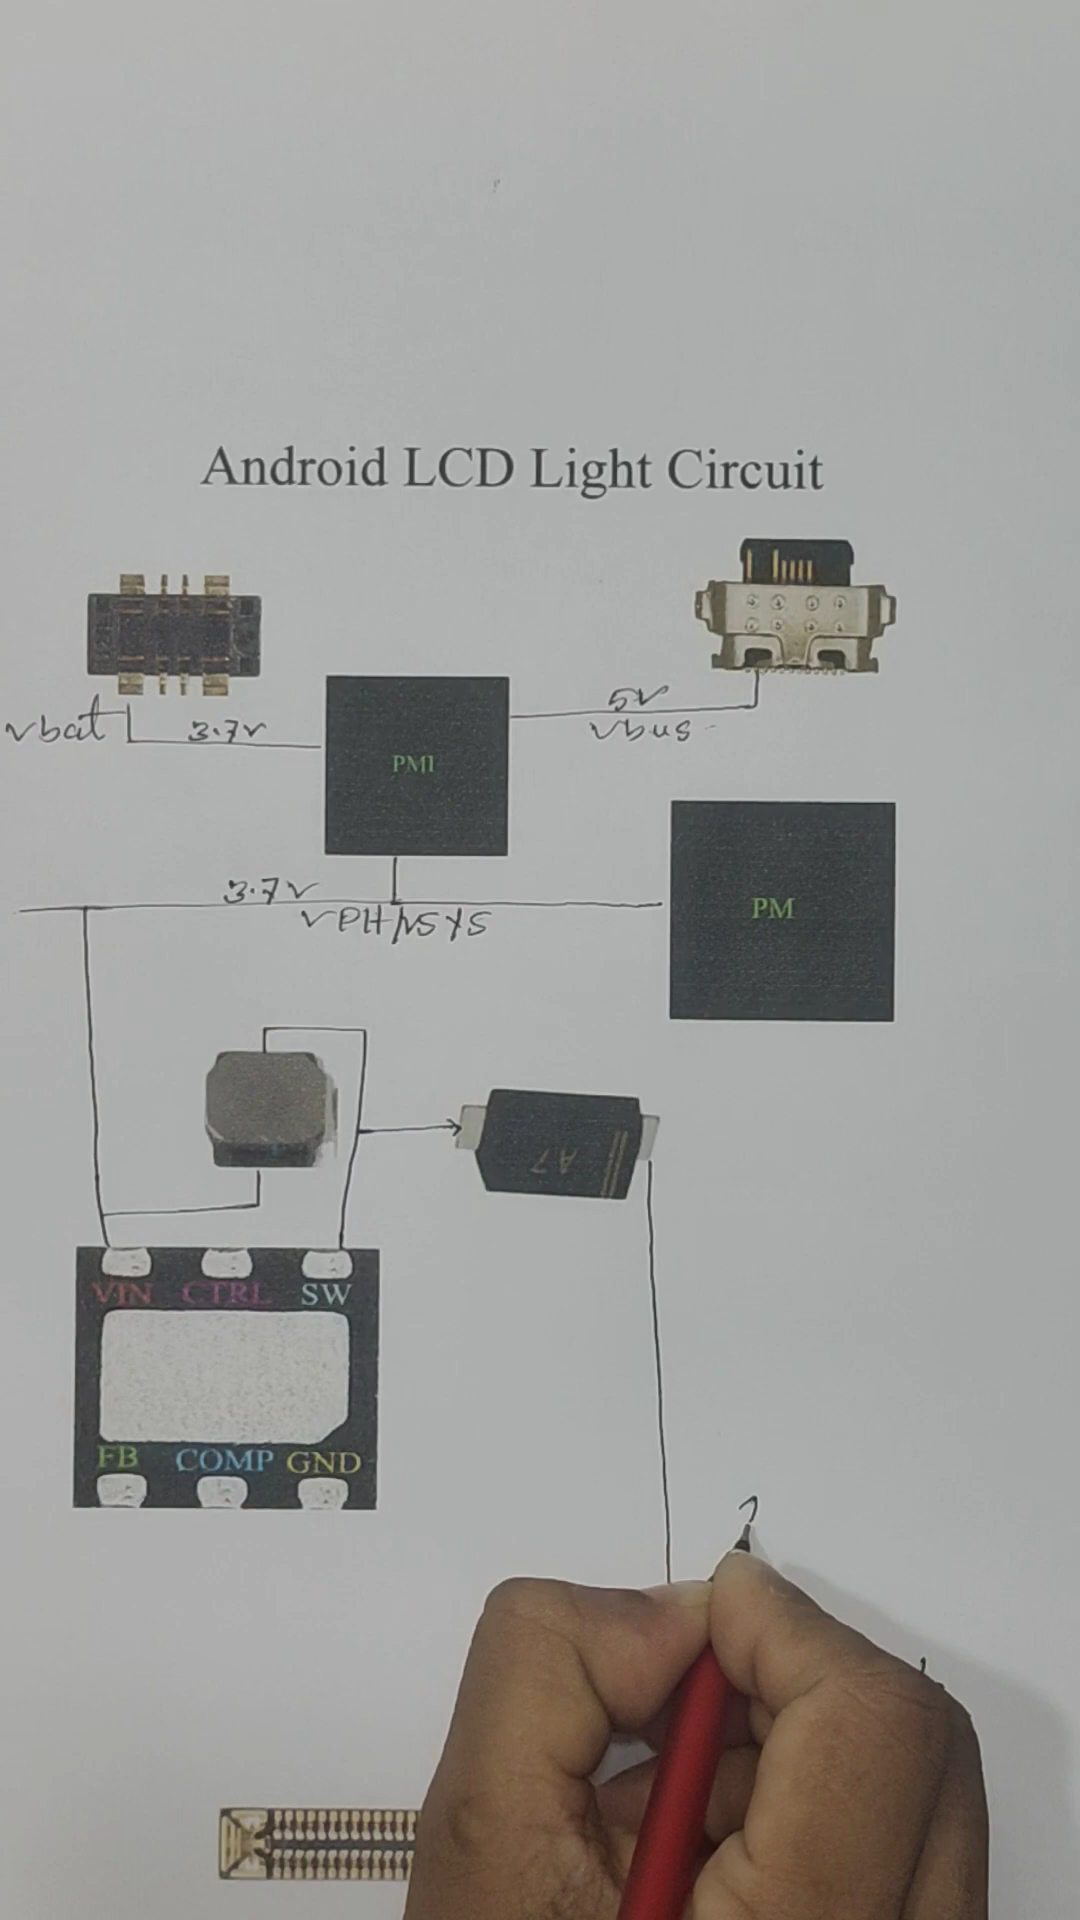 Android LCD Light Circuit
vbat 3.7v
5v
vbus
PMI
3.7v
VPH/VSYS
PM
A7
VIN CTRL SW
FB COMP GND